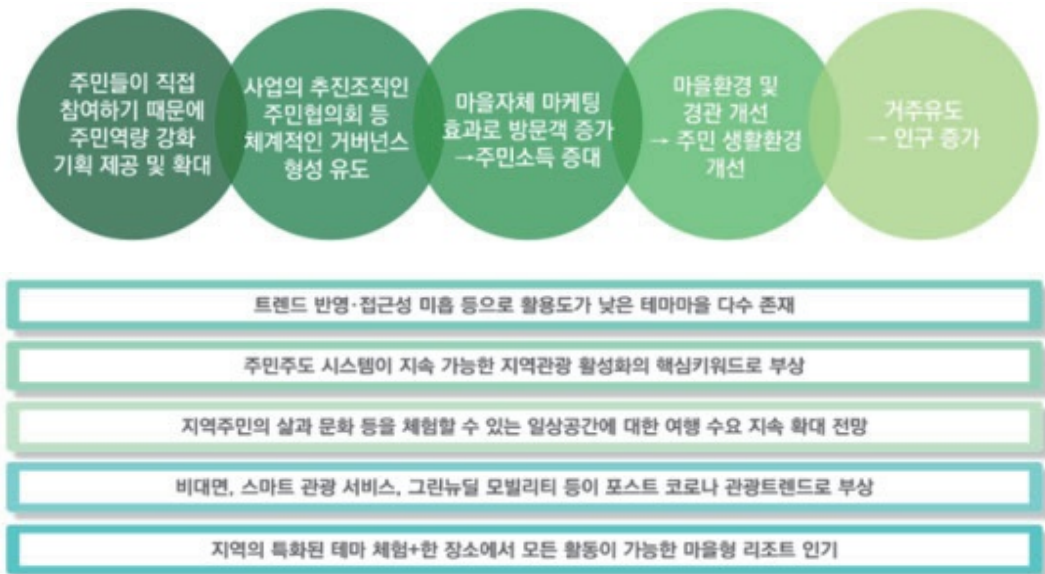 주민들이 직접
참여하기 때문에
주민역량 강화
기획 제공 및 확대
사업의 추진조직인
주민협의회 등
체계적인 거버넌스
형성 유도
마을자체 마케팅
효과로 방문객 증가
→주민소득 증대
마을환경 및
경관 개선
→ 주민 생활환경
개선
거주유도
→ 인구 증가
트렌드 반영·접근성 미흡 등으로 활용도가 낮은 테마마을 다수 존재
주민주도 시스템이 지속 가능한 지역관광 활성화의 핵심키워드로 부상
지역주민의 삶과 문화 등을 체험할 수 있는 일상공간에 대한 여행 수요 지속 확대 전망
비대면, 스마트 관광 서비스, 그린뉴딜 모빌리티 등이 포스트 코로나 관광트렌드로 부상
지역의 특화된 테마 체험+한 장소에서 모든 활동이 가능한 마을형 리조트 인기